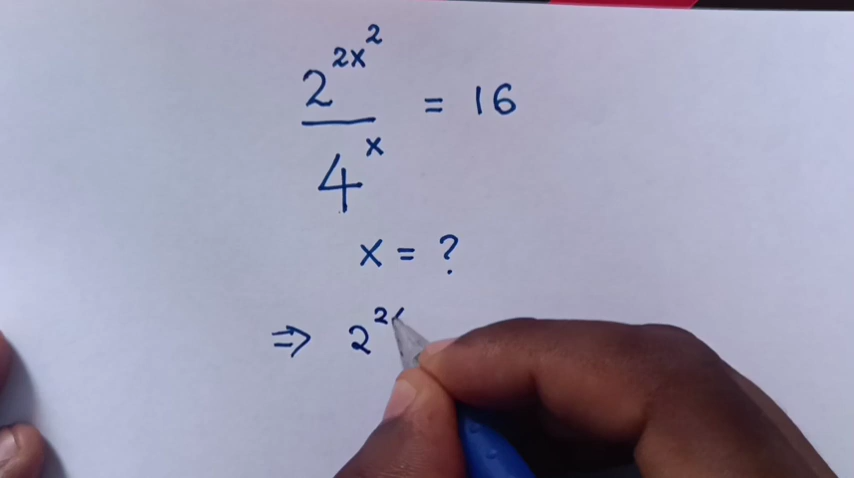 2^{2x^2}
/ 4^x = 16
x = ?
⇒ 2^2